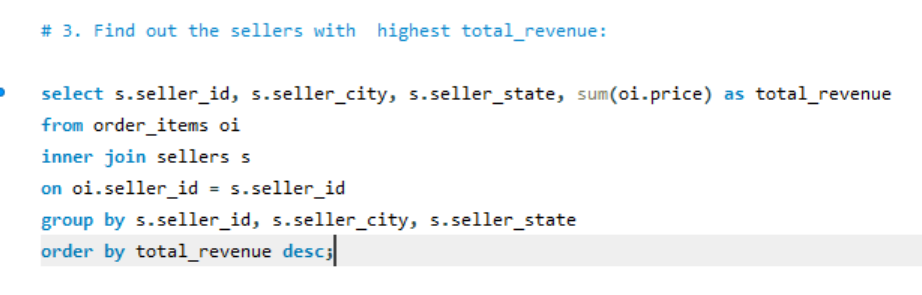 # 3. Find out the sellers with  highest total_revenue:
select s.seller_id, s.seller_city, s.seller_state, sum(oi.price) as total_revenue
from order_items oi
inner join sellers s
on oi.seller_id = s.seller_id
group by s.seller_id, s.seller_city, s.seller_state
order by total_revenue desc;